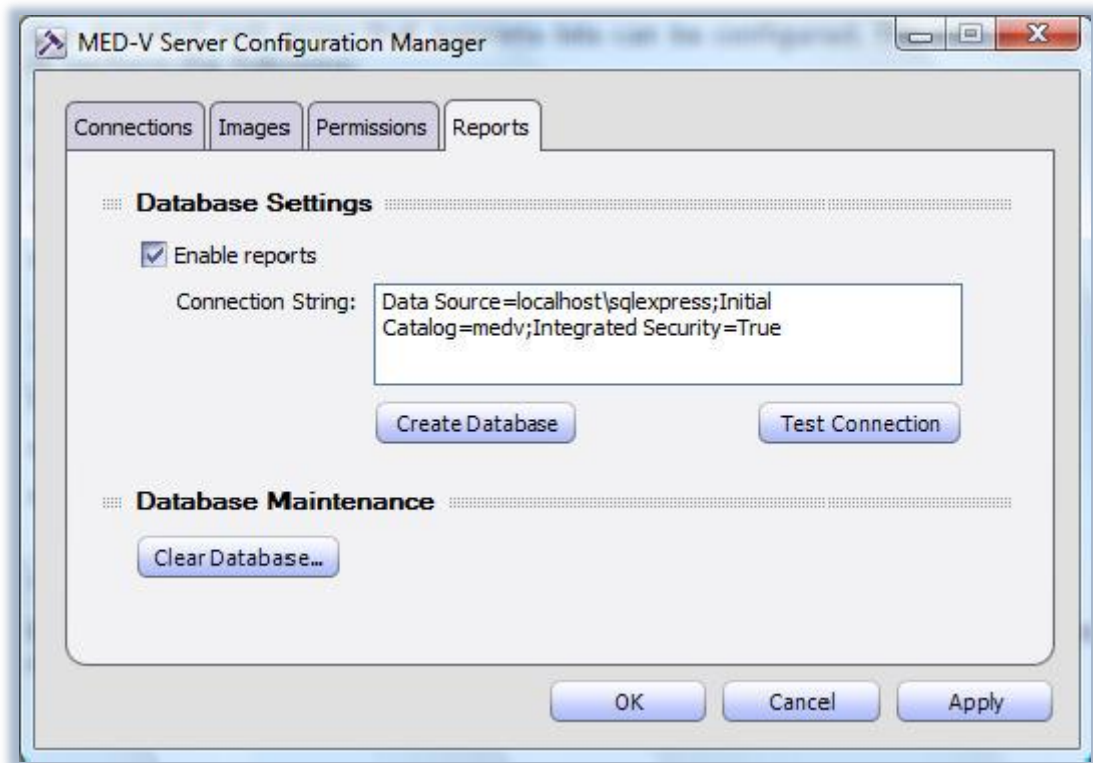 MED-V Server Configuration Manager
Connections
Images
Permissions
Reports
Database Settings
Enable reports
Connection String:
Data Source=localhost\sqlexpress;Initial
Catalog=medv;Integrated Security=True
Create Database
Test Connection
Database Maintenance
Clear Database...
OK
Cancel
Apply